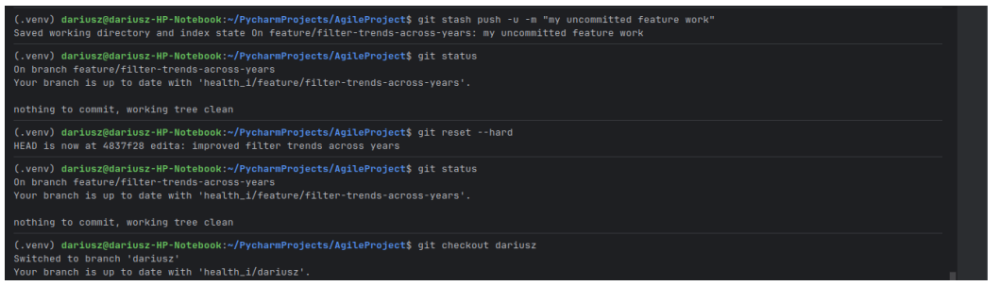 (.venv) dariusz@dariusz-HP-Notebook:~/PycharmProjects/AgileProject$ git stash push -u -m "my uncommitted feature work"
Saved working directory and index state On feature/filter-trends-across-years: my uncommitted feature work
(.venv) dariusz@dariusz-HP-Notebook:~/PycharmProjects/AgileProject$ git status
On branch feature/filter-trends-across-years
Your branch is up to date with 'health_i/feature/filter-trends-across-years'.
nothing to commit, working tree clean
(.venv) dariusz@dariusz-HP-Notebook:~/PycharmProjects/AgileProject$ git reset --hard
HEAD is now at 4837f28 edita: improved filter trends across years
(.venv) dariusz@dariusz-HP-Notebook:~/PycharmProjects/AgileProject$ git status
On branch feature/filter-trends-across-years
Your branch is up to date with 'health_i/feature/filter-trends-across-years'.
nothing to commit, working tree clean
(.venv) dariusz@dariusz-HP-Notebook:~/PycharmProjects/AgileProject$ git checkout dariusz
Switched to branch 'dariusz'
Your branch is up to date with 'health_i/dariusz'.